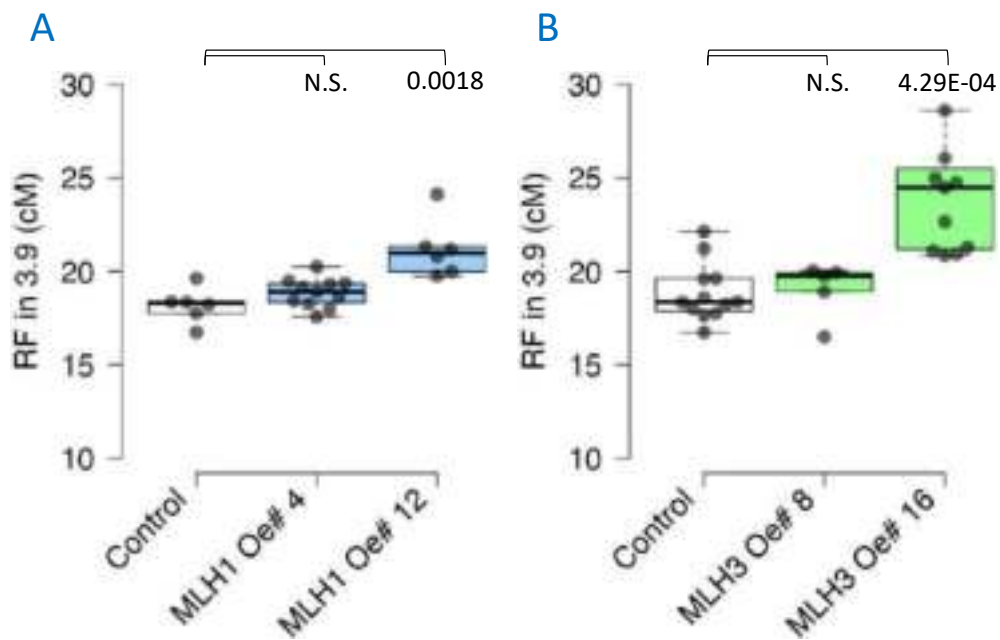 A
N.S.
0.0018
30
25
20
15
10
RF in 3.9 (cM)
Control
MLH1 Oe# 4
MLH1 Oe# 12
B
N.S.
4.29E-04
30
25
20
15
10
RF in 3.9 (cM)
Control
MLH3 Oe# 8
MLH3 Oe# 16